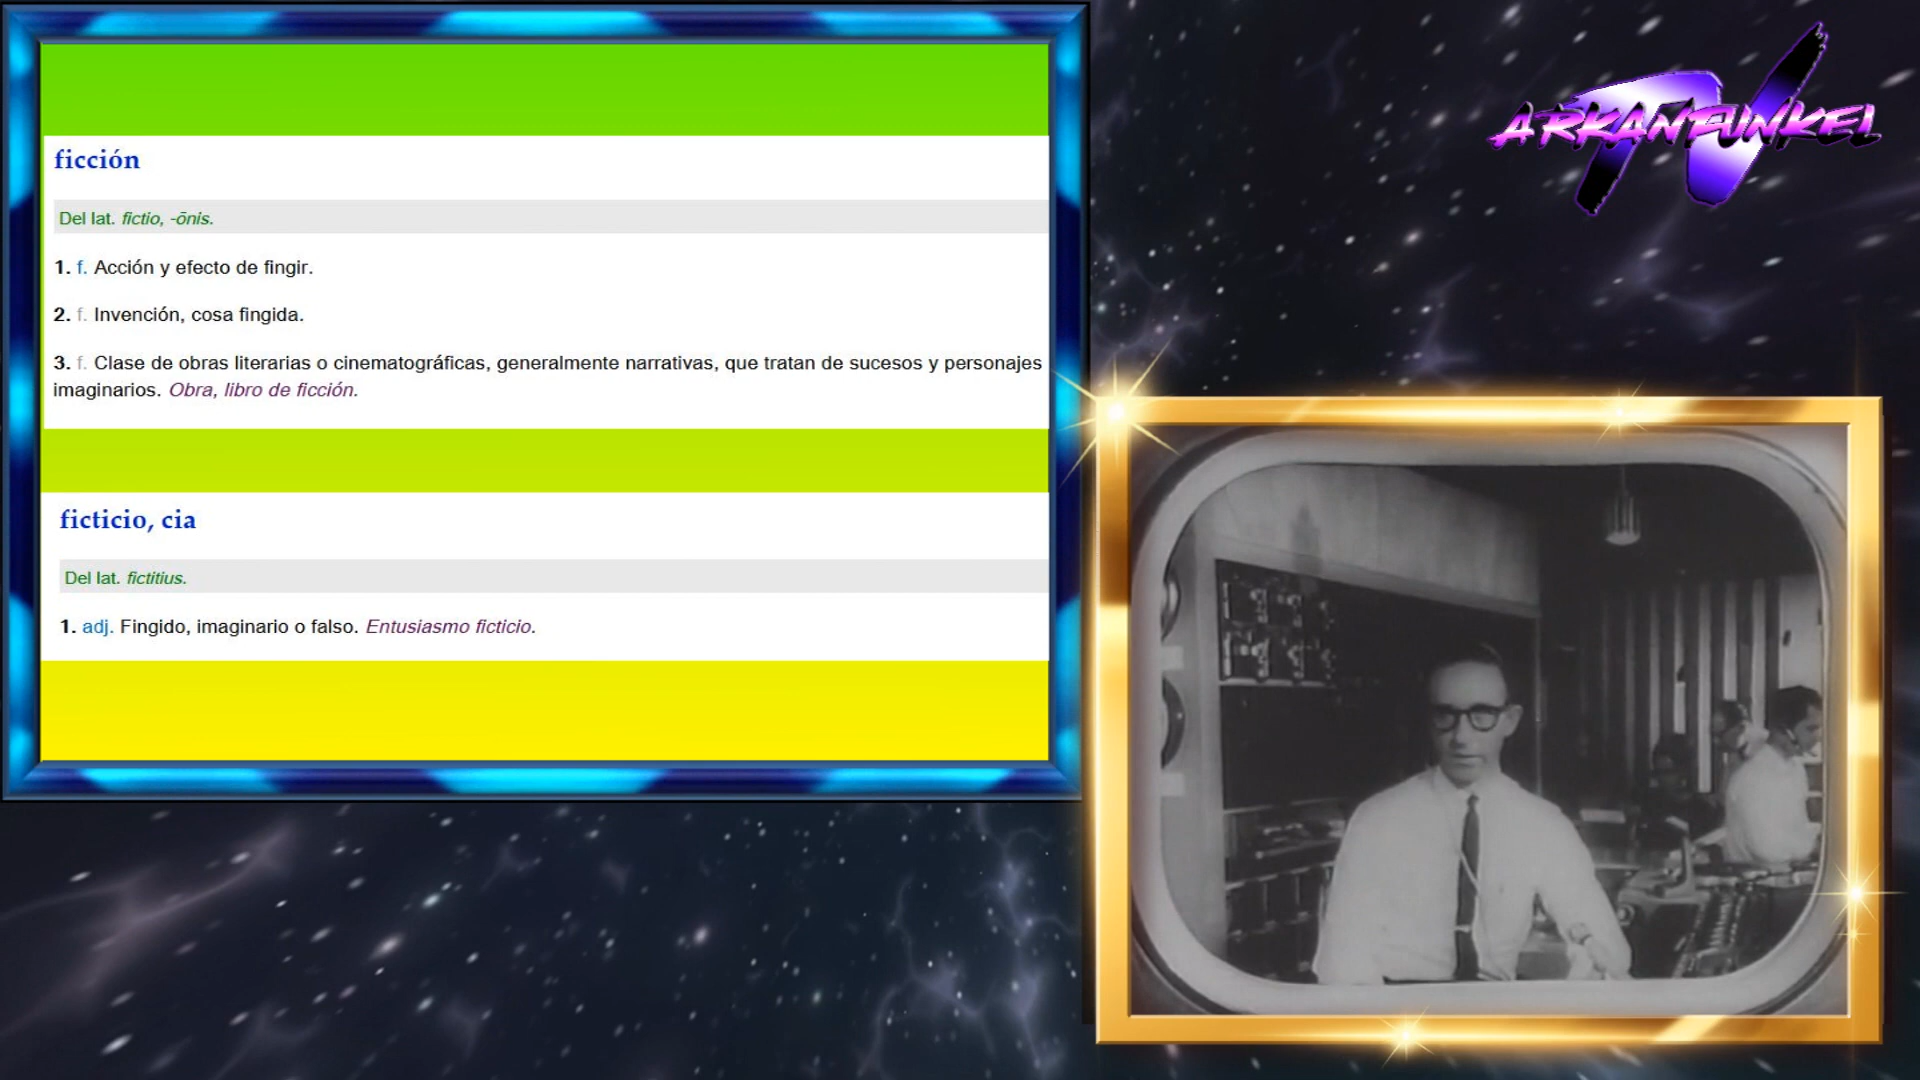 ficción
Del lat. fictio, -ōnis.
1. f. Acción y efecto de fingir.
2. f. Invención, cosa fingida.
3. f. Clase de obras literarias o cinematográficas, generalmente narrativas, que tratan de sucesos y personajes
imaginarios. Obra, libro de ficción.
ficticio, cia
Del lat. fictitius.
1. adj. Fingido, imaginario o falso. Entusiasmo ficticio.
TV
ARKANFUNKEL